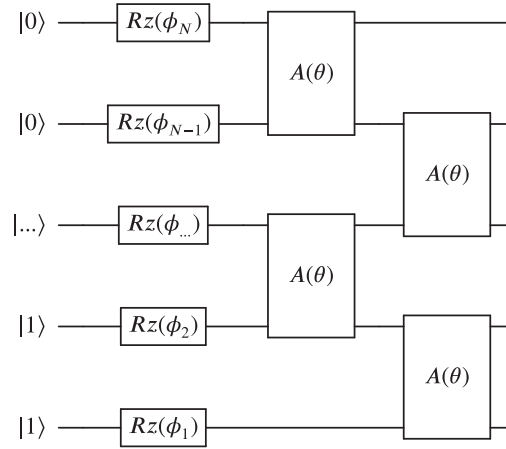 |0⟩ Rz(ϕ_N) A(θ)
|0⟩ Rz(ϕ_{N−1}) A(θ)
|...⟩ Rz(ϕ_{...}) A(θ)
|1⟩ Rz(ϕ_2) A(θ)
|1⟩ Rz(ϕ_1)